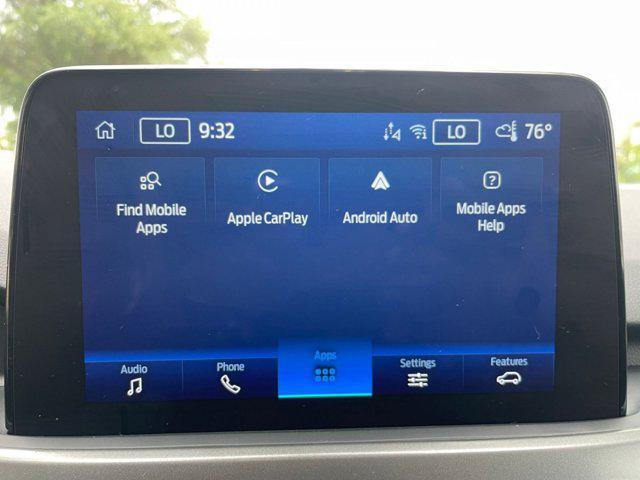 LO 9:32 LO 76°
Find Mobile
Apps
Apple CarPlay
Android Auto
Mobile Apps
Help
Audio
Phone
Apps
Settings
Features